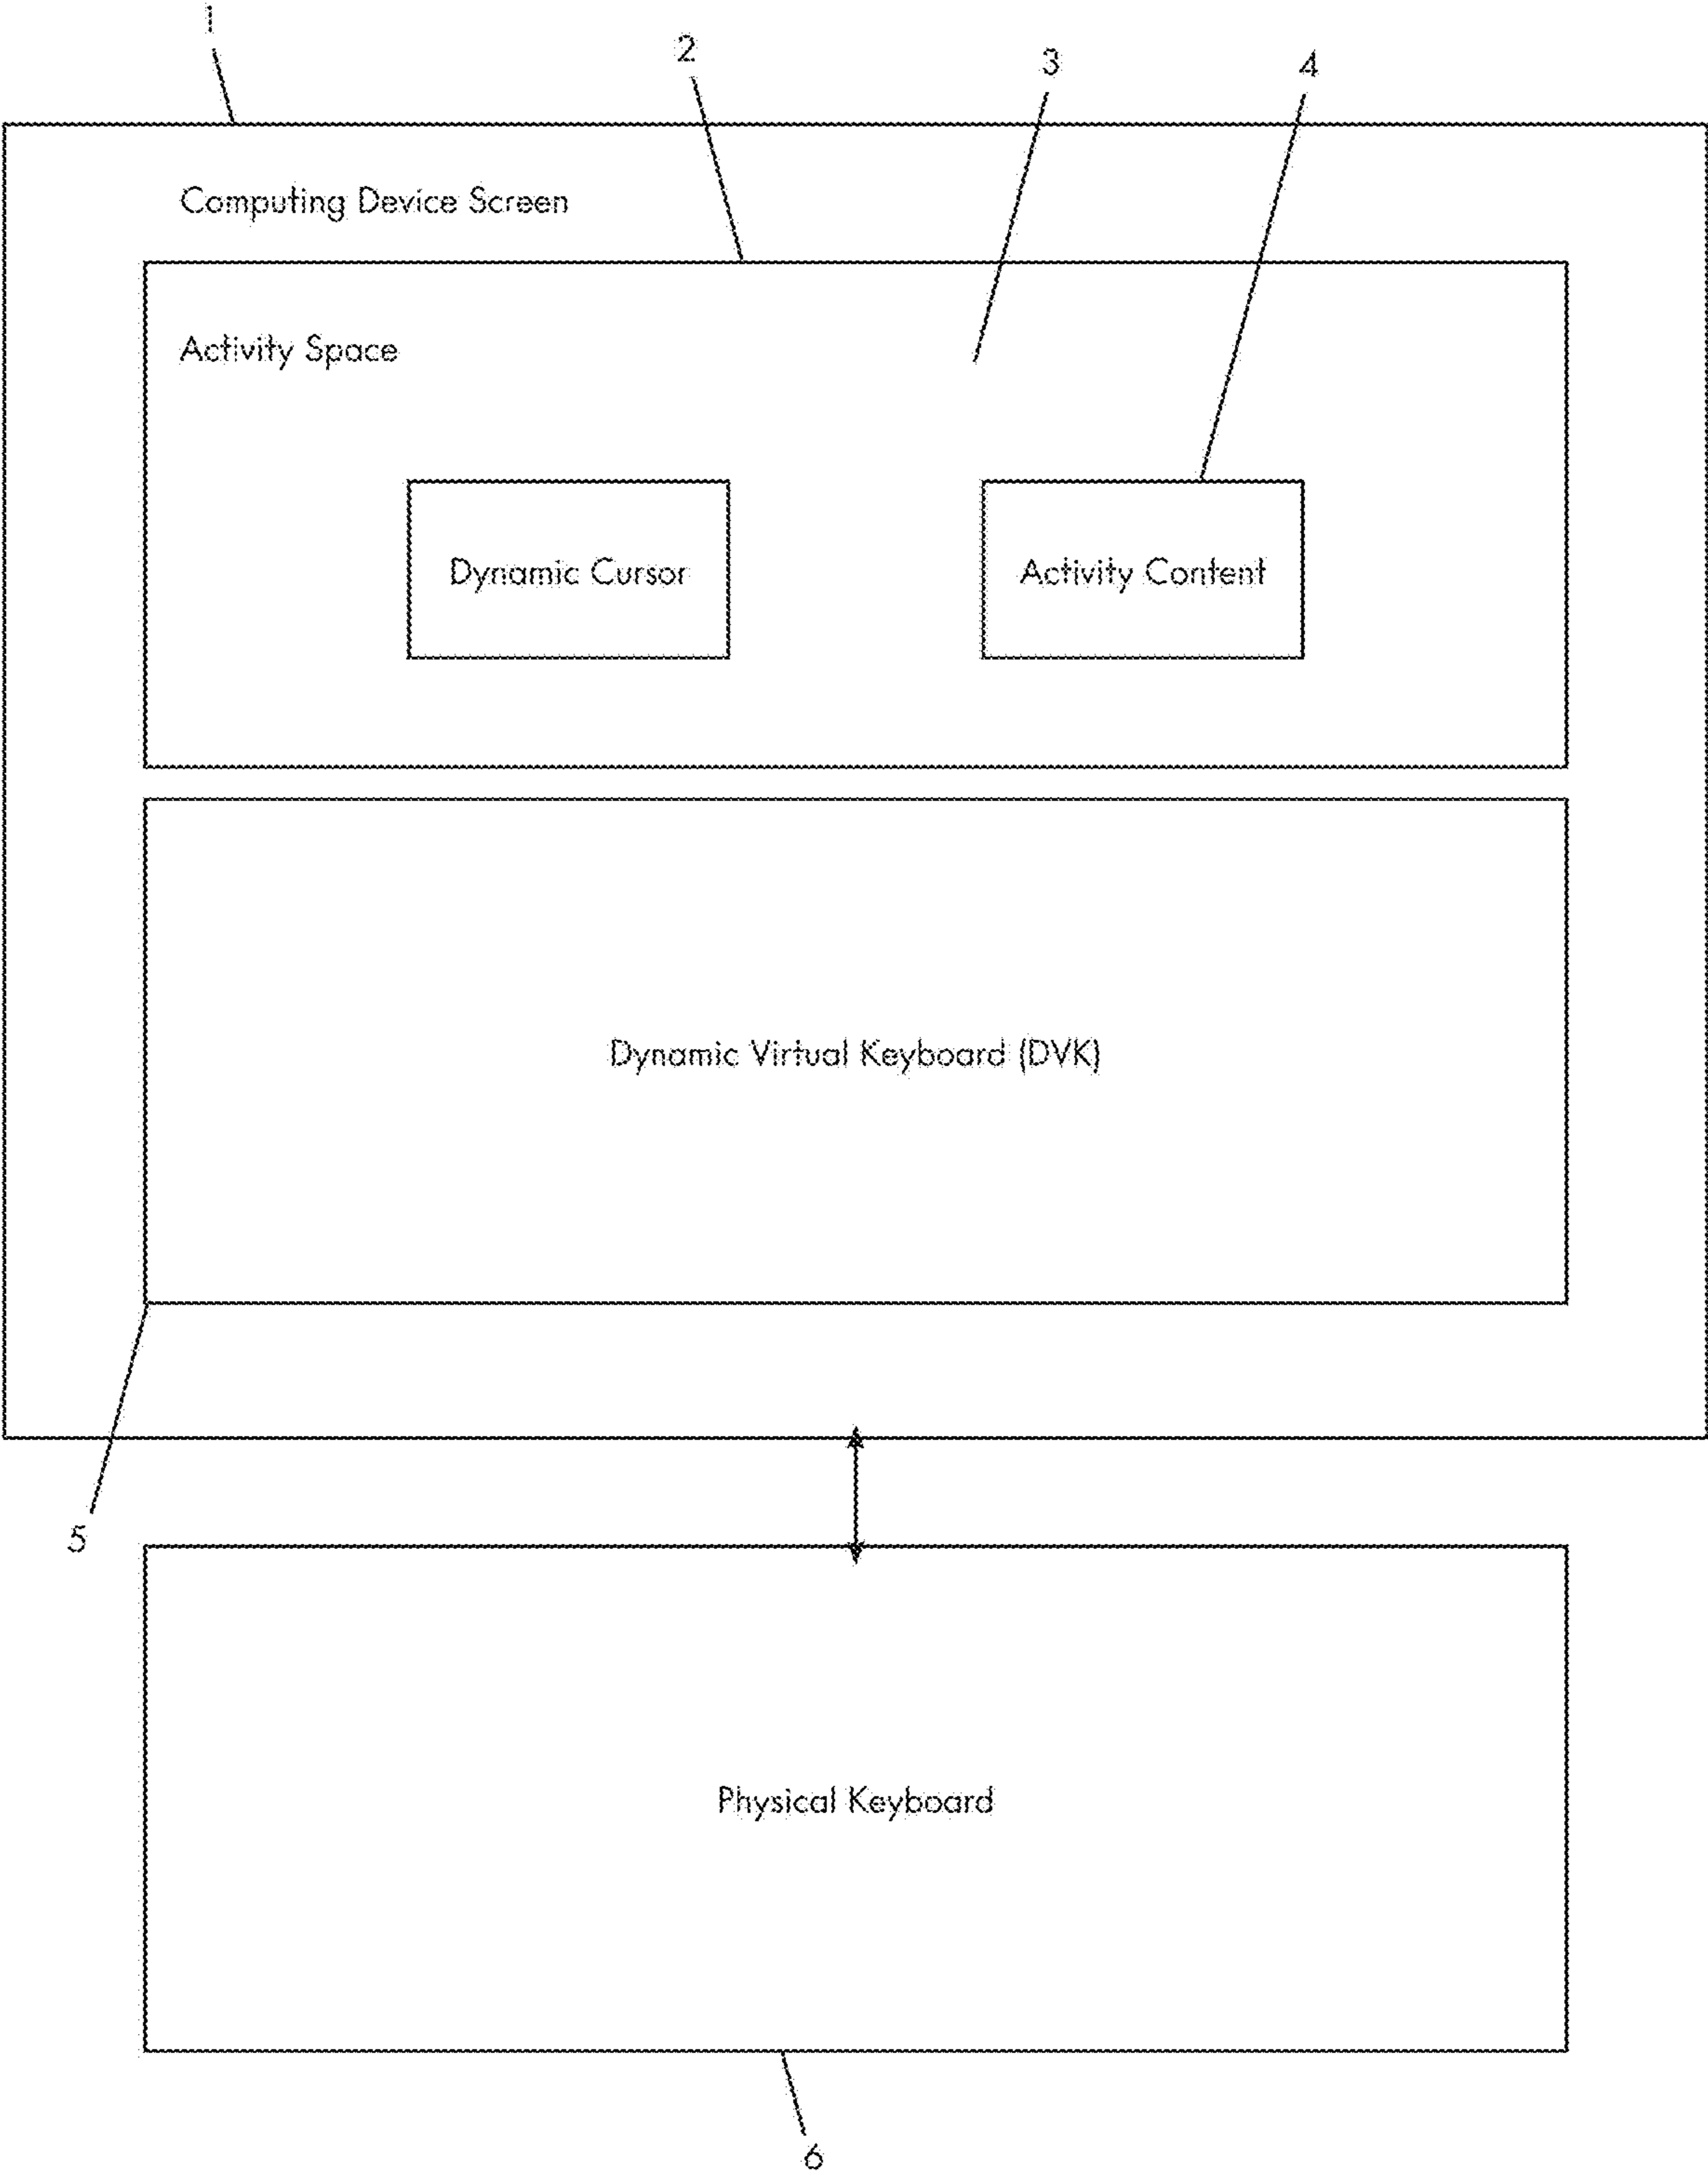 1
2
3
4
Computing Device Screen
Activity Space
Dynamic Cursor
Activity Content
Dynamic Virtual Keyboard (DVK)
5
Physical Keyboard
6